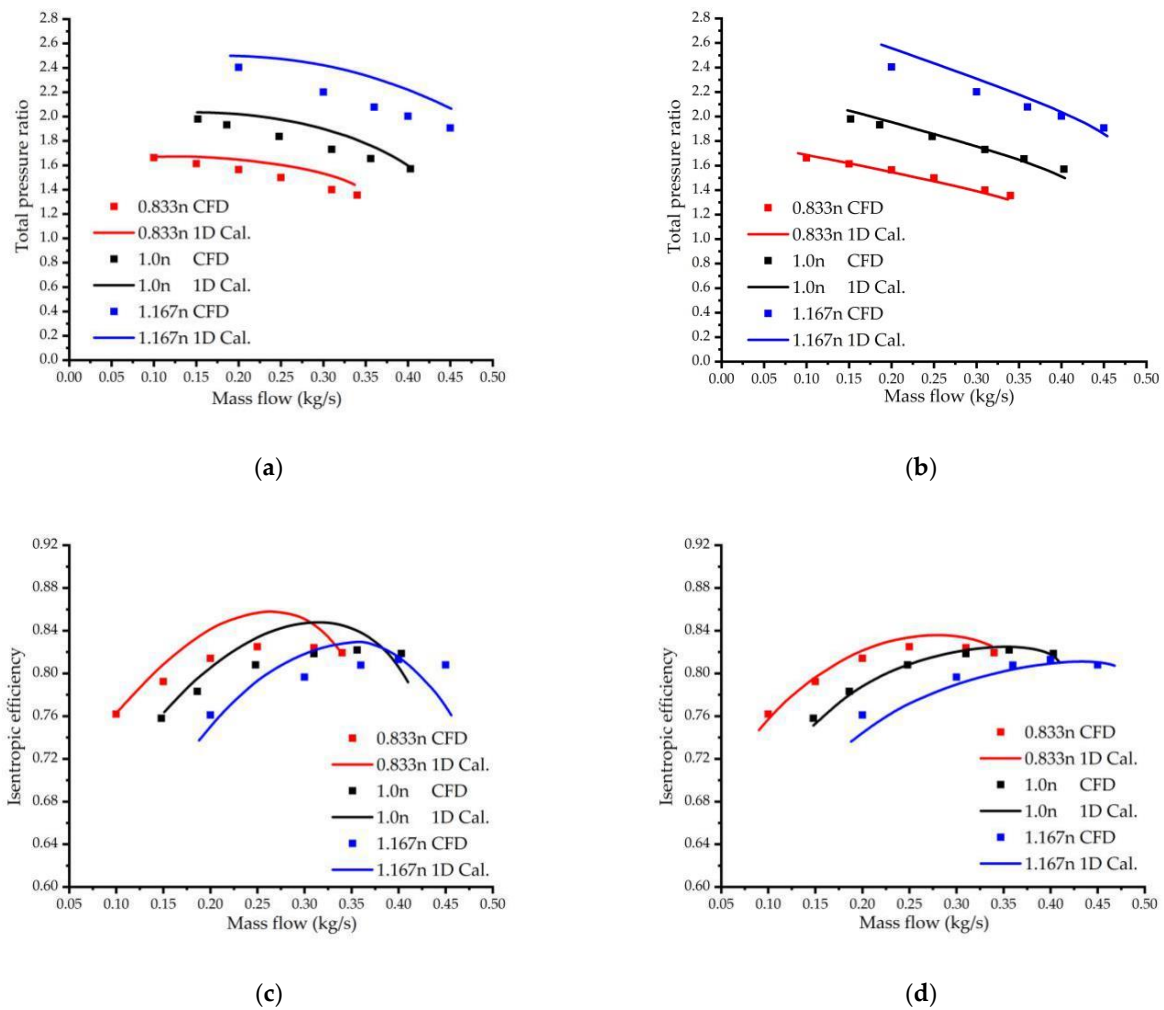 2.8
2.6
2.4
2.2
2.0
1.8
1.6
1.4
1.2
1.0
0.8
0.6
0.4
0.2
0.0
Total pressure ratio
0.833n CFD
0.833n 1D Cal.
1.0n CFD
1.0n 1D Cal.
1.167n CFD
1.167n 1D Cal.
0.00 0.05 0.10 0.15 0.20 0.25 0.30 0.35 0.40 0.45 0.50
Mass flow (kg/s)
(a)
2.8
2.6
2.4
2.2
2.0
1.8
1.6
1.4
1.2
1.0
0.8
0.6
0.4
0.2
0.0
Total pressure ratio
0.833n CFD
0.833n 1D Cal.
1.0n CFD
1.0n 1D Cal.
1.167n CFD
1.167n 1D Cal.
0.00 0.05 0.10 0.15 0.20 0.25 0.30 0.35 0.40 0.45 0.50
Mass flow (kg/s)
(b)
0.92
0.88
0.84
0.80
0.76
0.72
0.68
0.64
0.60
Isentropic efficiency
0.833n CFD
0.833n 1D Cal.
1.0n CFD
1.0n 1D Cal.
1.167n CFD
1.167n 1D Cal.
0.05 0.10 0.15 0.20 0.25 0.30 0.35 0.40 0.45 0.50
Mass flow (kg/s)
(c)
0.92
0.88
0.84
0.80
0.76
0.72
0.68
0.64
0.60
Isentropic efficiency
0.833n CFD
0.833n 1D Cal.
1.0n CFD
1.0n 1D Cal.
1.167n CFD
1.167n 1D Cal.
0.05 0.10 0.15 0.20 0.25 0.30 0.35 0.40 0.45 0.50
Mass flow (kg/s)
(d)